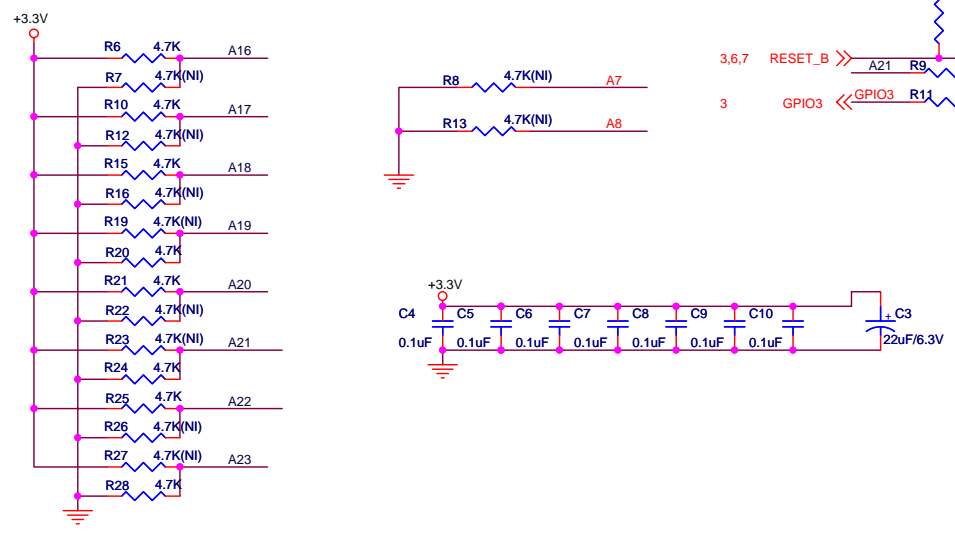 +3.3V
R6 4.7K A16
R7 4.7K(NI)
R10 4.7K A17
R12 4.7K(NI)
R15 4.7K A18
R16 4.7K(NI)
R19 4.7K(NI) A19
R20 4.7K
R21 4.7K A20
R22 4.7K(NI)
R23 4.7K(NI) A21
R24 4.7K
R25 4.7K A22
R26 4.7K(NI)
R27 4.7K(NI) A23
R28 4.7K
R8 4.7K(NI) A7
R13 4.7K(NI) A8
3,6,7 RESET_B
A21 R9
3 GPIO3 GPIO3 R11
+3.3V
C4 C5 C6 C7 C8 C9 C10 + C3
0.1uF 0.1uF 0.1uF 0.1uF 0.1uF 0.1uF 0.1uF 22uF/6.3V